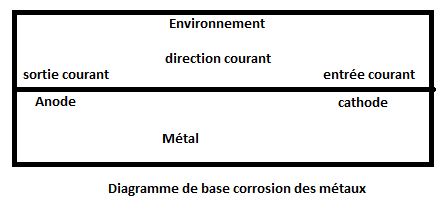 Environnement
direction courant
sortie courant entrée courant
Anode cathode
Métal
Diagramme de base corrosion des métaux